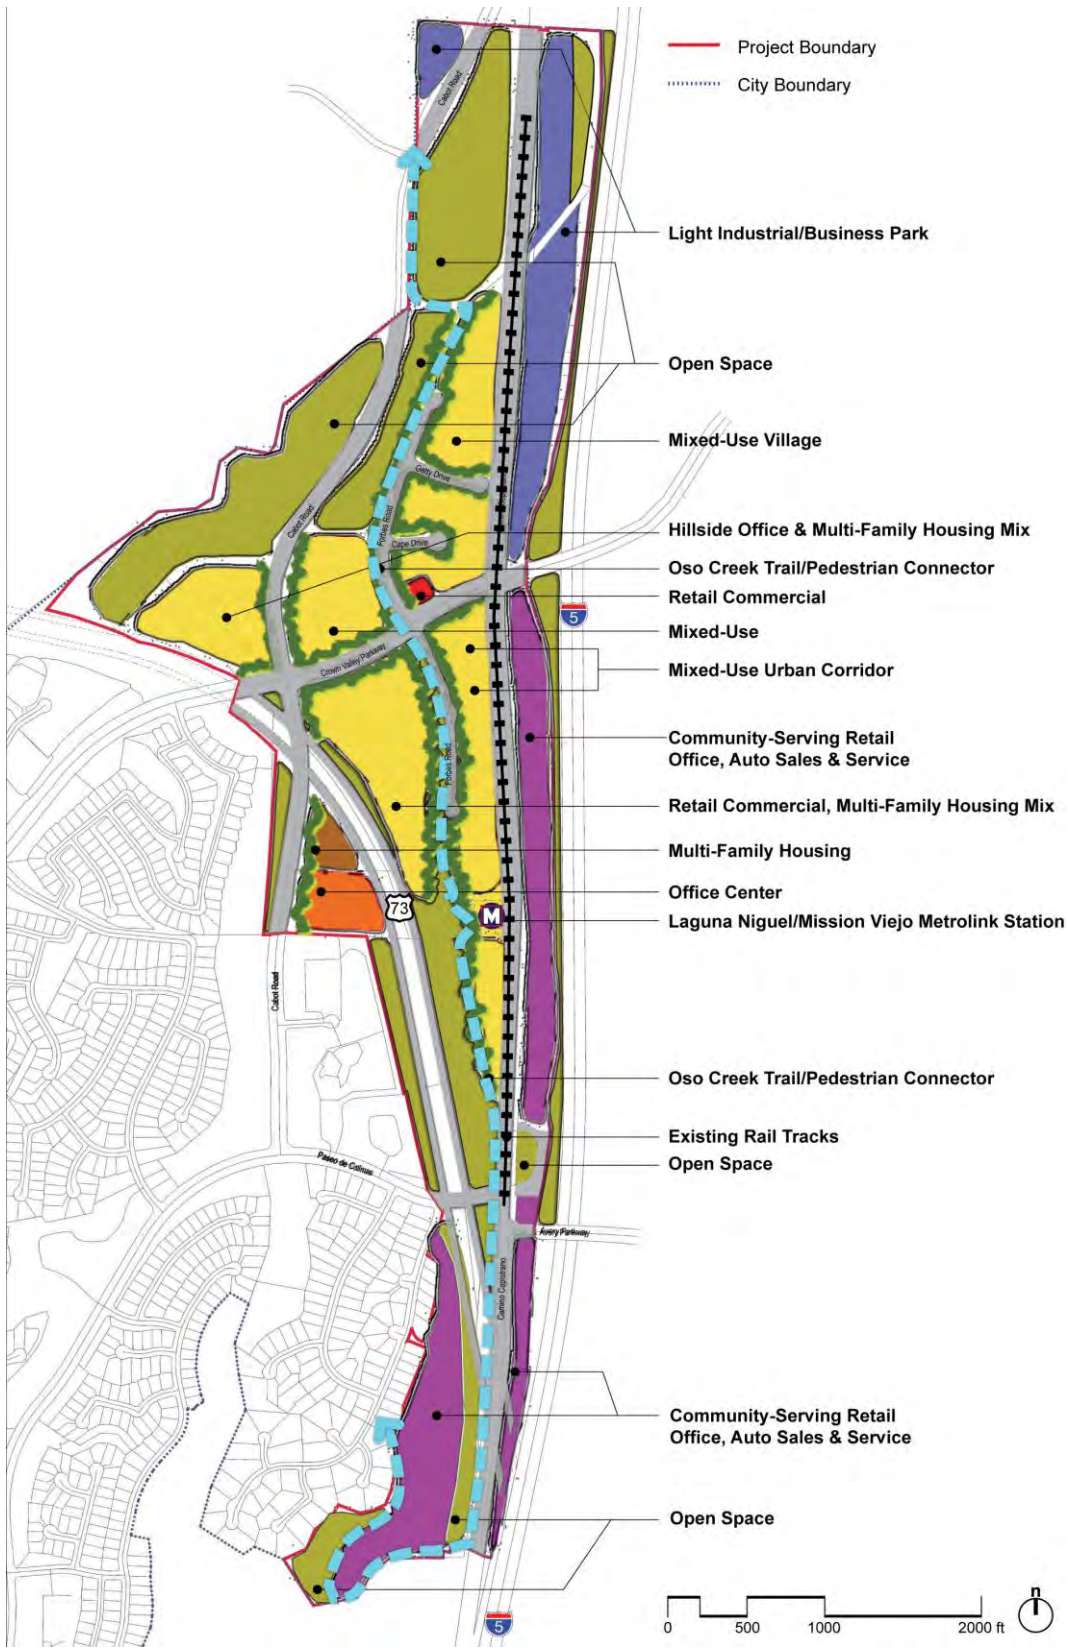 Project Boundary
City Boundary
Cabot Road
Light Industrial/Business Park
Open Space
Mixed-Use Village
Getty Drive
Cabot Road
Forbes Road
Hillside Office & Multi-Family Housing Mix
Cape Drive
Oso Creek Trail/Pedestrian Connector
Retail Commercial
5
Mixed-Use
Crown Valley Parkway
Mixed-Use Urban Corridor
Community-Serving Retail
Office, Auto Sales & Service
Forbes Road
Retail Commercial, Multi-Family Housing Mix
Multi-Family Housing
Office Center
73
M
Laguna Niguel/Mission Viejo Metrolink Station
Cabot Road
Oso Creek Trail/Pedestrian Connector
Existing Rail Tracks
Open Space
Paseo de Colinas
Avery Parkway
Camino Capistrano
Community-Serving Retail
Office, Auto Sales & Service
Open Space
n
5
0 500 1000 2000 ft